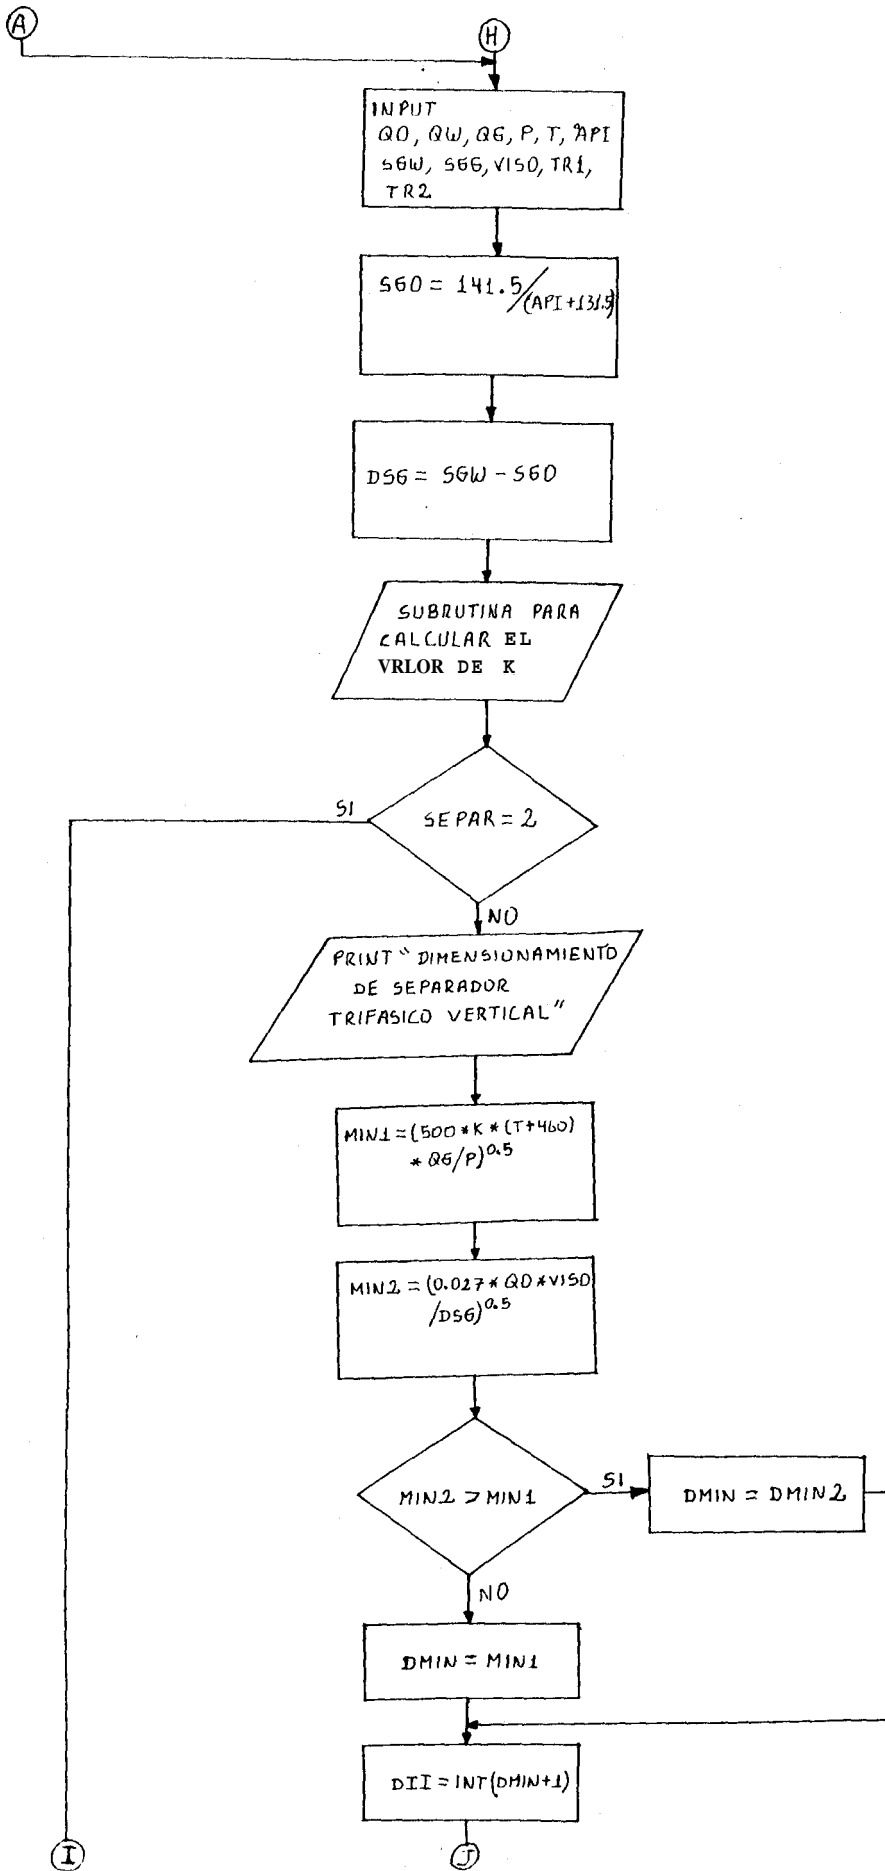 A
H
INPUT
QO, QW, QG, P, T, API
SGW, SGG, VISO, TR1,
TR2
SGO = 141.5/(API+131.5)
DSG = SGW - SGO
SUBRUTINA PARA
CALCULAR EL
VRLOR DE K
SI
SEPAR = 2
NO
PRINT "DIMENSIONAMIENTO
DE SEPARADOR
TRIFASICO VERTICAL"
MIN1 = (500 * K * (T+460)
* QG/P)^0.5
MIN2 = (0.027 * QO * VISO
/DSG)^0.5
MIN2 > MIN1
SI
DMIN = DMIN2
NO
DMIN = MIN1
DII = INT(DMIN+1)
I
J